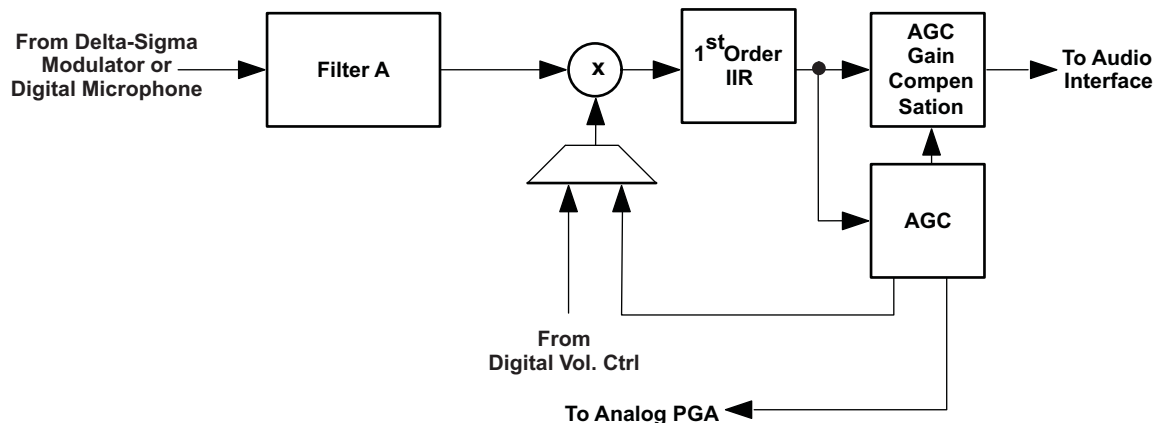 From Delta-Sigma
Modulator or
Digital Microphone
Filter A
x
1st Order
IIR
AGC
Gain
Compen
Sation
To Audio
Interface
AGC
From
Digital Vol. Ctrl
To Analog PGA